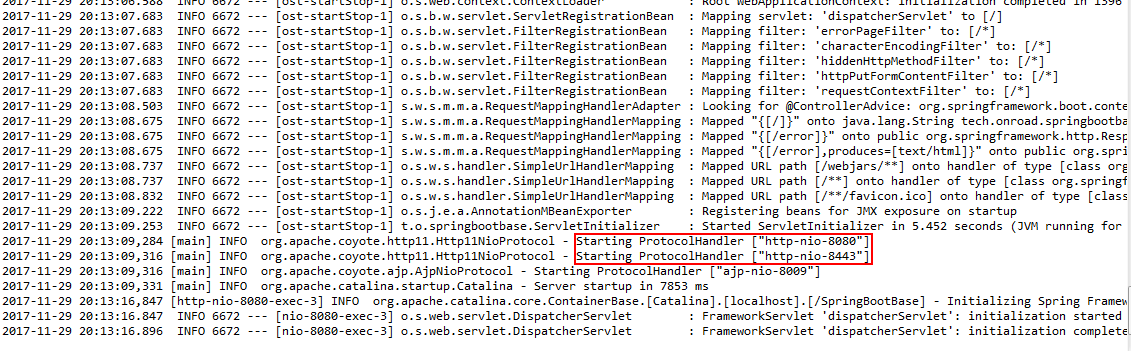 2017-11-29 20:13:06.588  INFO 6672 --- [ost-startStop-1] o.s.web.context.ContextLoader            : Root WebApplicationContext: initialization completed in 1396
2017-11-29 20:13:07.683  INFO 6672 --- [ost-startStop-1] o.s.b.w.servlet.ServletRegistrationBean  : Mapping servlet: 'dispatcherServlet' to [/]
2017-11-29 20:13:07.683  INFO 6672 --- [ost-startStop-1] o.s.b.w.servlet.FilterRegistrationBean   : Mapping filter: 'errorPageFilter' to: [/*]
2017-11-29 20:13:07.683  INFO 6672 --- [ost-startStop-1] o.s.b.w.servlet.FilterRegistrationBean   : Mapping filter: 'characterEncodingFilter' to: [/*]
2017-11-29 20:13:07.683  INFO 6672 --- [ost-startStop-1] o.s.b.w.servlet.FilterRegistrationBean   : Mapping filter: 'hiddenHttpMethodFilter' to: [/*]
2017-11-29 20:13:07.683  INFO 6672 --- [ost-startStop-1] o.s.b.w.servlet.FilterRegistrationBean   : Mapping filter: 'httpPutFormContentFilter' to: [/*]
2017-11-29 20:13:07.683  INFO 6672 --- [ost-startStop-1] o.s.b.w.servlet.FilterRegistrationBean   : Mapping filter: 'requestContextFilter' to: [/*]
2017-11-29 20:13:08.503  INFO 6672 --- [ost-startStop-1] s.w.s.m.m.a.RequestMappingHandlerAdapter : Looking for @ControllerAdvice: org.springframework.boot.conte
2017-11-29 20:13:08.675  INFO 6672 --- [ost-startStop-1] s.w.s.m.m.a.RequestMappingHandlerMapping : Mapped "{[/]}" onto java.lang.String tech.onroad.springbootba
2017-11-29 20:13:08.675  INFO 6672 --- [ost-startStop-1] s.w.s.m.m.a.RequestMappingHandlerMapping : Mapped "{[/error]}" onto public org.springframework.http.Resp
2017-11-29 20:13:08.675  INFO 6672 --- [ost-startStop-1] s.w.s.m.m.a.RequestMappingHandlerMapping : Mapped "{[/error],produces=[text/html]}" onto public org.spri
2017-11-29 20:13:08.737  INFO 6672 --- [ost-startStop-1] o.s.w.s.handler.SimpleUrlHandlerMapping  : Mapped URL path [/webjars/**] onto handler of type [class org
2017-11-29 20:13:08.737  INFO 6672 --- [ost-startStop-1] o.s.w.s.handler.SimpleUrlHandlerMapping  : Mapped URL path [/**] onto handler of type [class org.springf
2017-11-29 20:13:08.832  INFO 6672 --- [ost-startStop-1] o.s.w.s.handler.SimpleUrlHandlerMapping  : Mapped URL path [/**/favicon.ico] onto handler of type [class
2017-11-29 20:13:09.222  INFO 6672 --- [ost-startStop-1] o.s.j.e.a.AnnotationMBeanExporter        : Registering beans for JMX exposure on startup
2017-11-29 20:13:09.316  INFO 6672 --- [ost-startStop-1] t.o.springbootbase.ServletInitializer    : Started ServletInitializer in 5.452 seconds (JVM running for
2017-11-29 20:13:09,284 [main] INFO  org.apache.coyote.http11.Http11NioProtocol - Starting ProtocolHandler ["http-nio-8080"]
2017-11-29 20:13:09,316 [main] INFO  org.apache.coyote.http11.Http11NioProtocol - Starting ProtocolHandler ["http-nio-8443"]
2017-11-29 20:13:09,316 [main] INFO  org.apache.coyote.ajp.AjpNioProtocol - Starting ProtocolHandler ["ajp-nio-8009"]
2017-11-29 20:13:09,331 [main] INFO  org.apache.catalina.startup.Catalina - Server startup in 7853 ms
2017-11-29 20:13:16,847 [http-nio-8080-exec-3] INFO  org.apache.catalina.core.ContainerBase.[Catalina].[localhost].[/SpringBootBase] - Initializing Spring Framew
2017-11-29 20:13:16.847  INFO 6672 --- [nio-8080-exec-3] o.s.web.servlet.DispatcherServlet        : FrameworkServlet 'dispatcherServlet': initialization started
2017-11-29 20:13:16.896  INFO 6672 --- [nio-8080-exec-3] o.s.web.servlet.DispatcherServlet        : FrameworkServlet 'dispatcherServlet': initialization complete